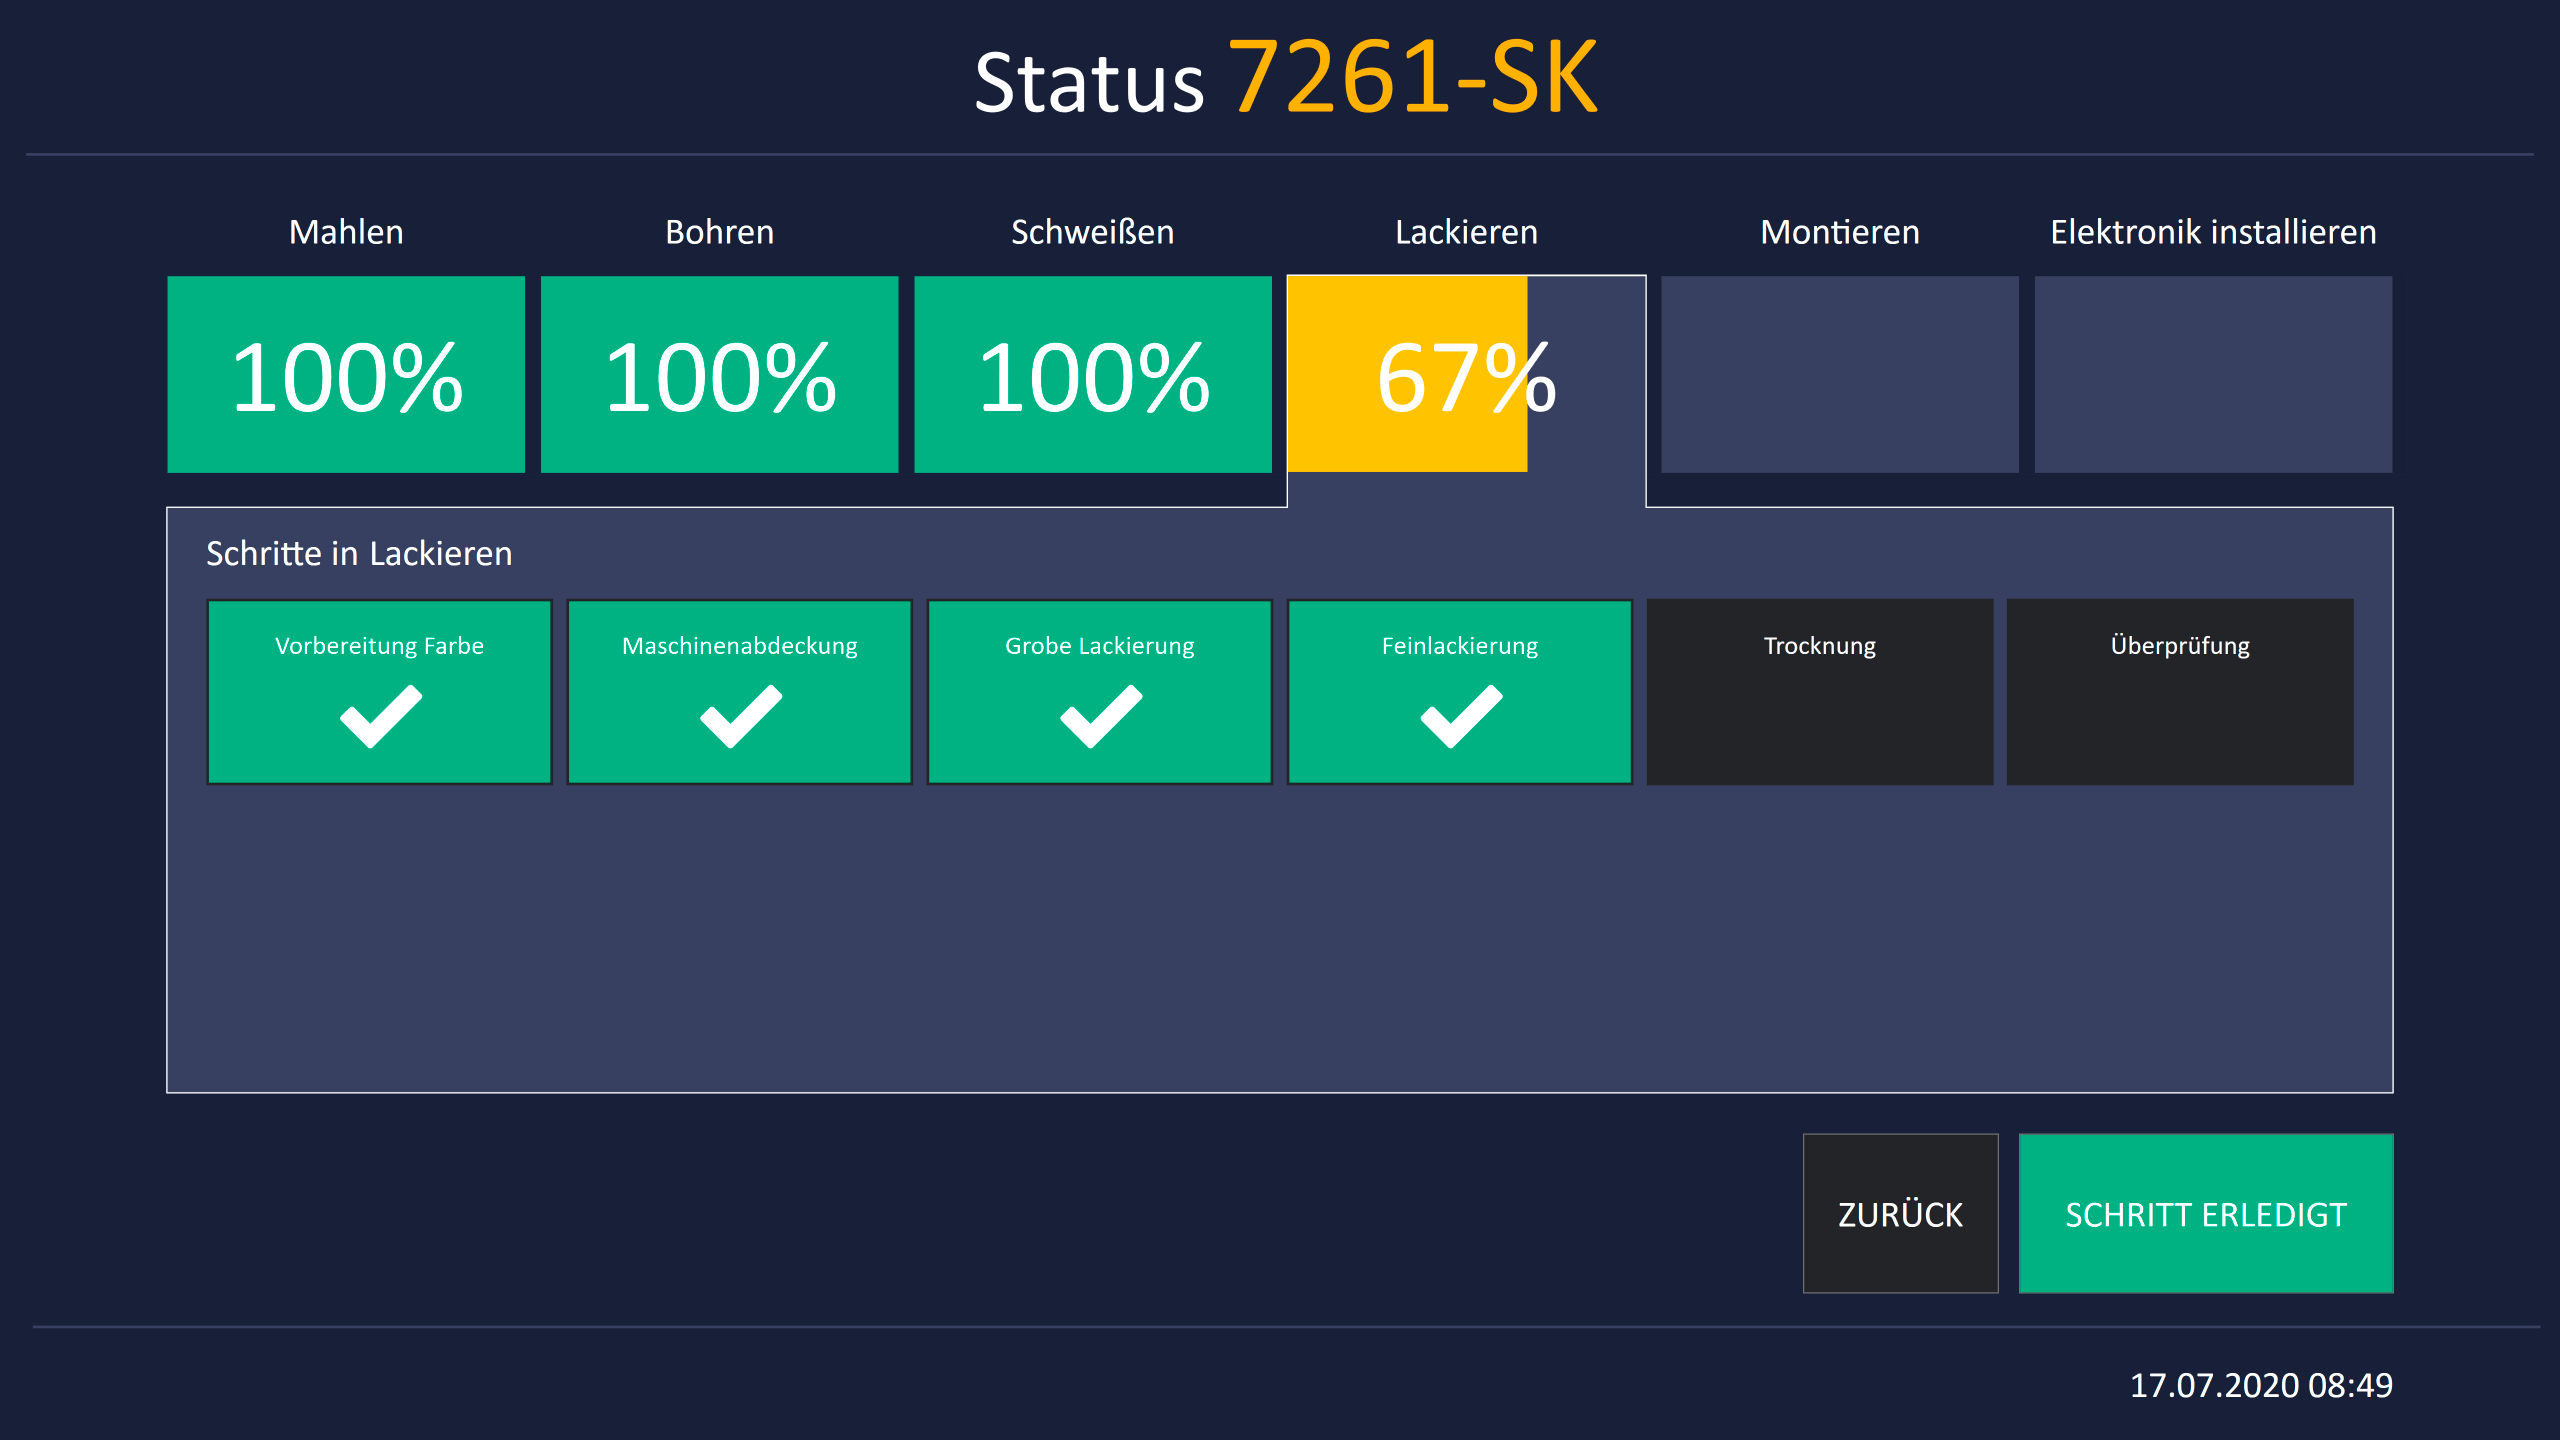 Status 7261-SK
Mahlen Bohren Schweißen Lackieren Montieren Elektronik installieren
100% 100% 100% 67%
Schritte in Lackieren
Vorbereitung Farbe Maschinenabdeckung Grobe Lackierung Feinlackierung Trocknung Überprüfung
ZURÜCK SCHRITT ERLEDIGT
17.07.2020 08:49